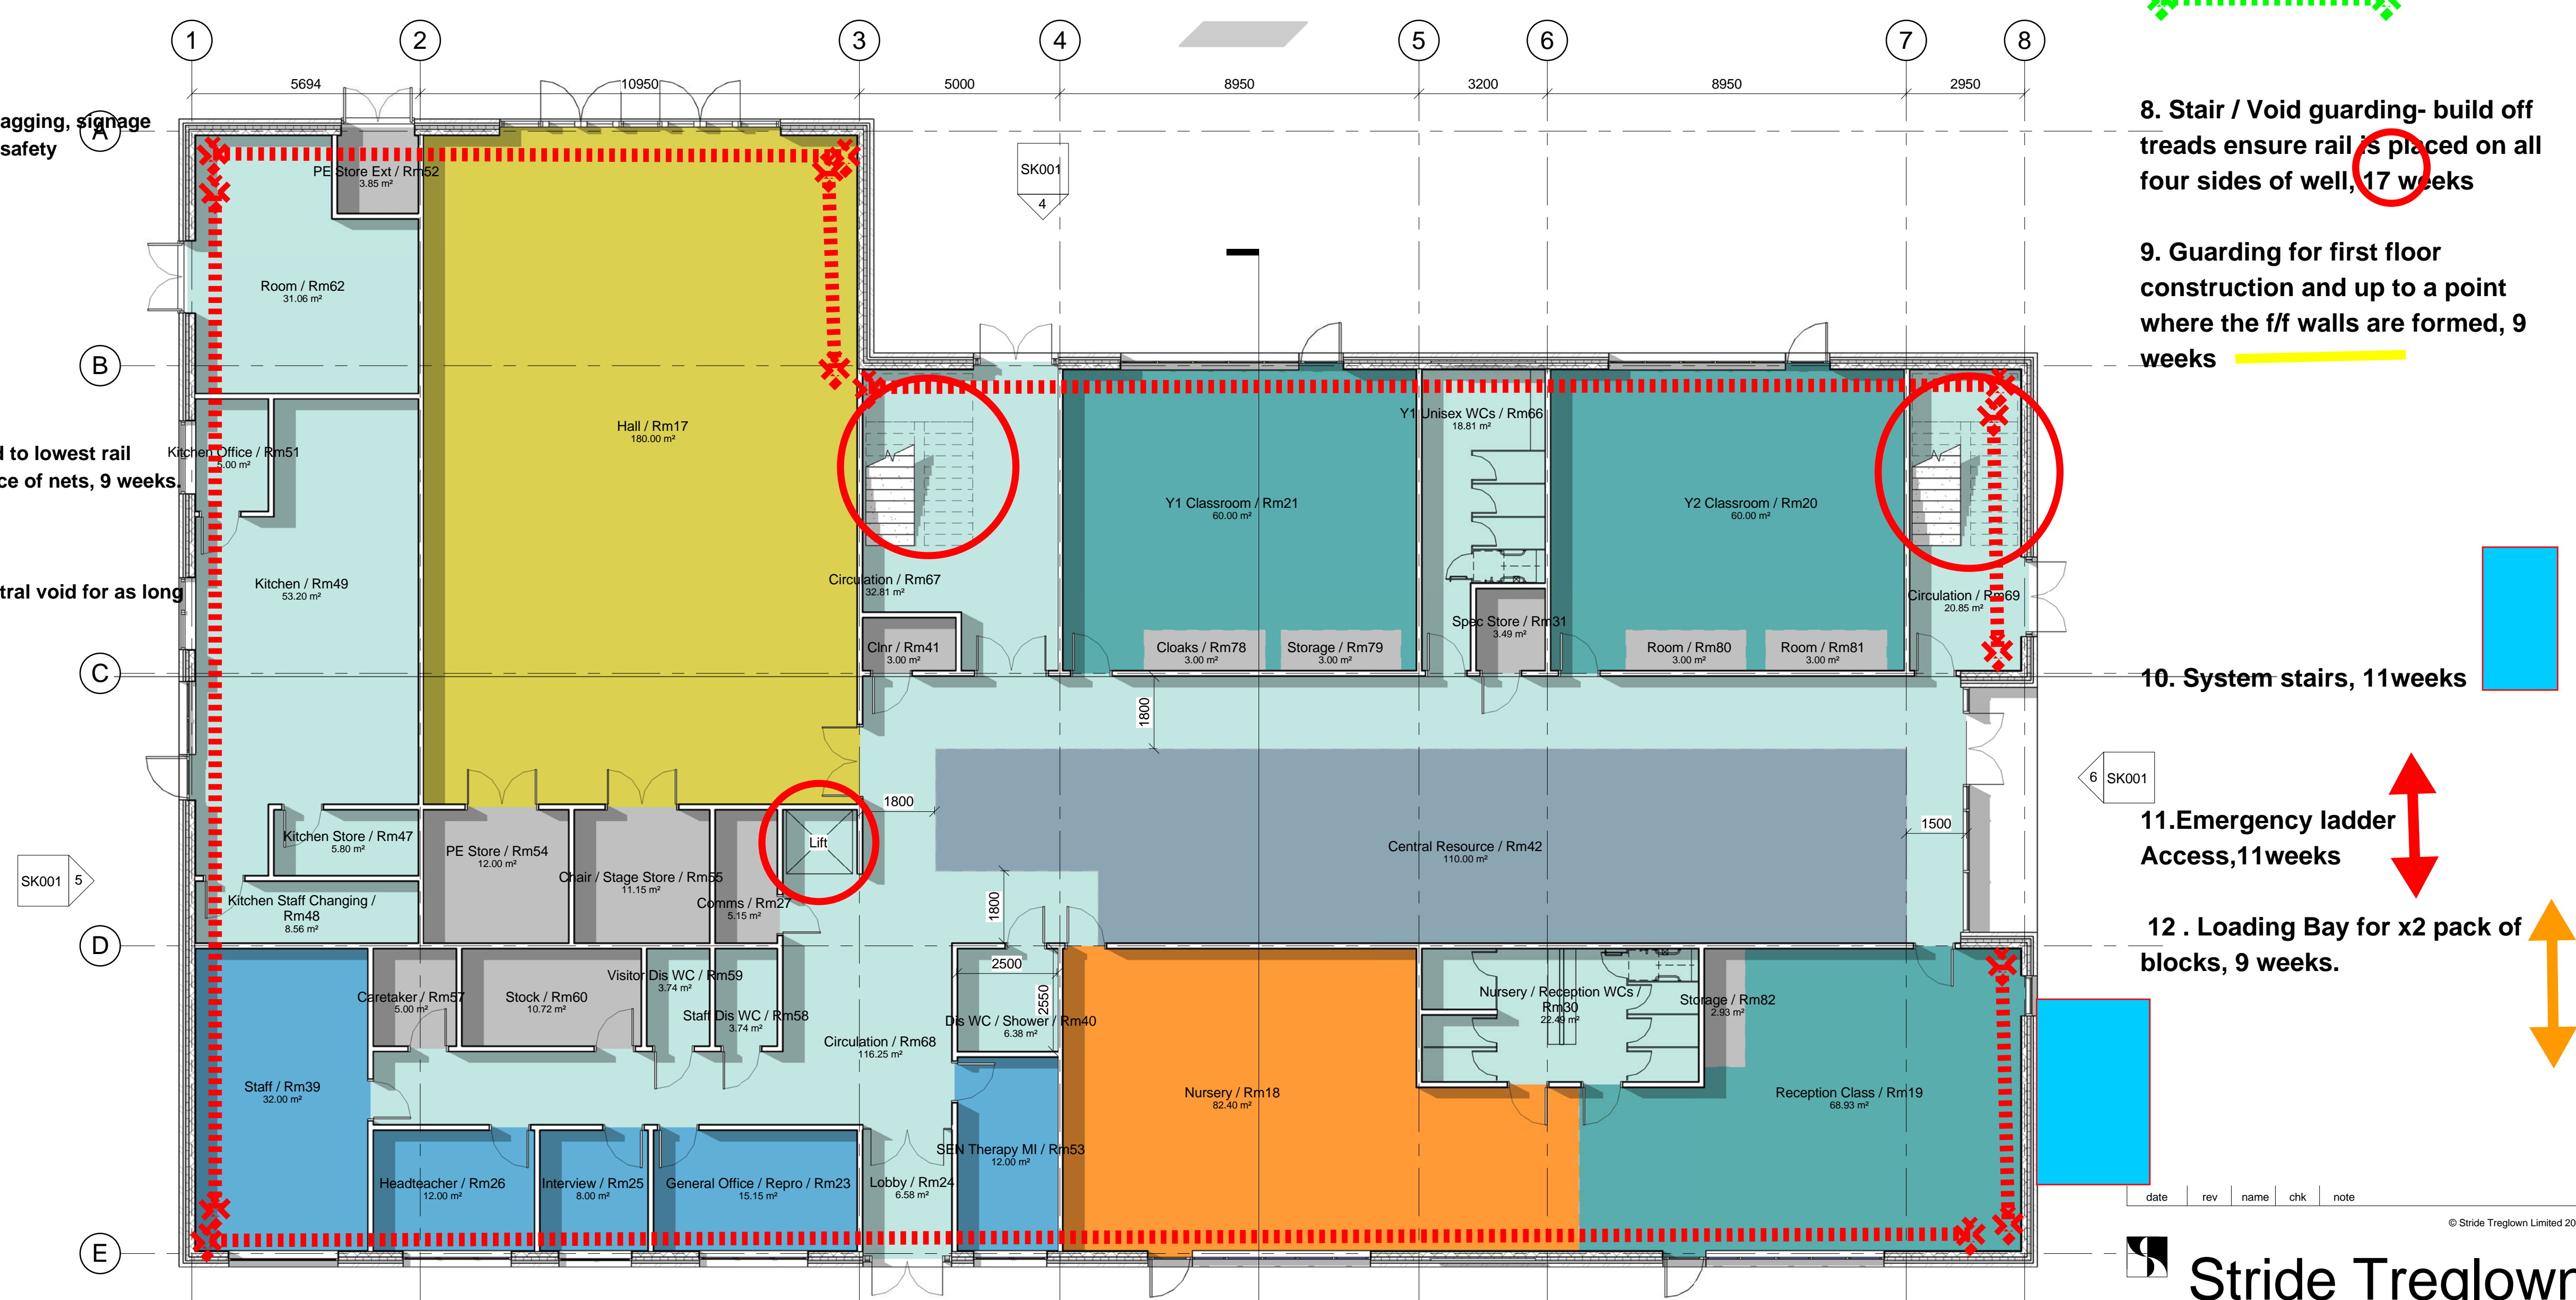 1
2
3
4
5
6
7
8
5694
10950
5000
8950
3200
8950
2950
agging, signage
safety
A
PE Store Ext / Rm52
3.85 m²
SK001
4
8. Stair / Void guarding- build off
treads ensure rail is placed on all
four sides of well, 17 weeks
9. Guarding for first floor
construction and up to a point
where the f/f walls are formed, 9
weeks
Room / Rm62
31.06 m²
B
Hall / Rm17
180.00 m²
Y1 Unisex WCs / Rm66
18.81 m²
d to lowest rail
ce of nets, 9 weeks.
Kitchen Office / Rm51
5.00 m²
Y1 Classroom / Rm21
60.00 m²
Y2 Classroom / Rm20
60.00 m²
tral void for as long
Kitchen / Rm49
53.20 m²
Circulation / Rm67
32.81 m²
Circulation / Rm69
20.85 m²
Spec Store / Rm31
3.49 m²
Clnr / Rm41
3.00 m²
Cloaks / Rm78
3.00 m²
Storage / Rm79
3.00 m²
Room / Rm80
3.00 m²
Room / Rm81
3.00 m²
C
10. System stairs, 11weeks
1800
6
SK001
1800
11.Emergency ladder
Access,11weeks
1500
Kitchen Store / Rm47
5.80 m²
PE Store / Rm54
12.00 m²
Lift
Central Resource / Rm42
110.00 m²
Chair / Stage Store / Rm55
11.15 m²
SK001
5
Comms / Rm27
5.15 m²
1800
Kitchen Staff Changing /
Rm48
8.56 m²
12 . Loading Bay for x2 pack of
blocks, 9 weeks.
D
2500
Visitor Dis WC / Rm59
3.74 m²
Caretaker / Rm57
5.00 m²
Stock / Rm60
10.72 m²
2550
Nursery / Reception WCs /
Rm30
22.49 m²
Storage / Rm82
2.93 m²
Staff Dis WC / Rm58
3.74 m²
Dis WC / Shower / Rm40
6.38 m²
Circulation / Rm68
116.25 m²
Staff / Rm39
32.00 m²
Nursery / Rm18
82.40 m²
Reception Class / Rm19
68.93 m²
SEN Therapy MI / Rm53
12.00 m²
Headteacher / Rm26
12.00 m²
Interview / Rm25
8.00 m²
General Office / Repro / Rm23
15.15 m²
Lobby / Rm24
6.58 m²
date rev name chk note
© Stride Treglown Limited 20
E
Stride Treglown